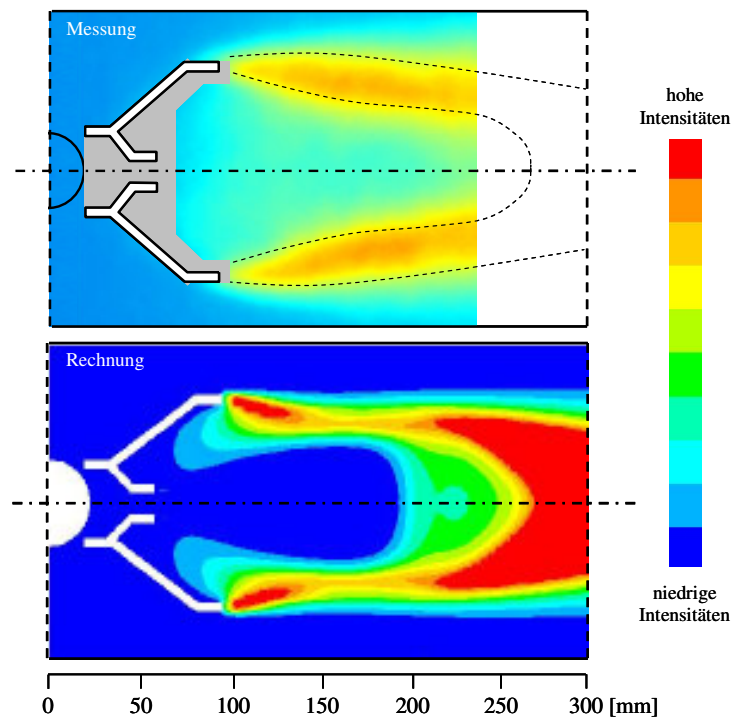 Messung
hohe
Intensitäten
Rechnung
niedrige
Intensitäten
0 50 100 150 200 250 300 [mm]